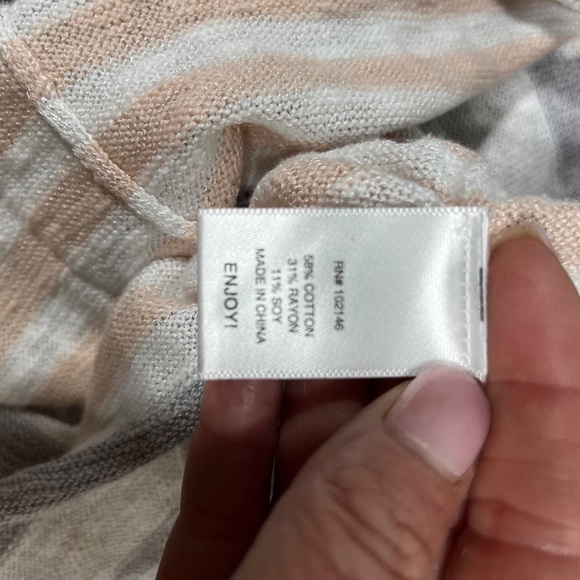 RN# 102146
58% COTTON
31% RAYON
11% SOY
MADE IN CHINA
ENJOY!